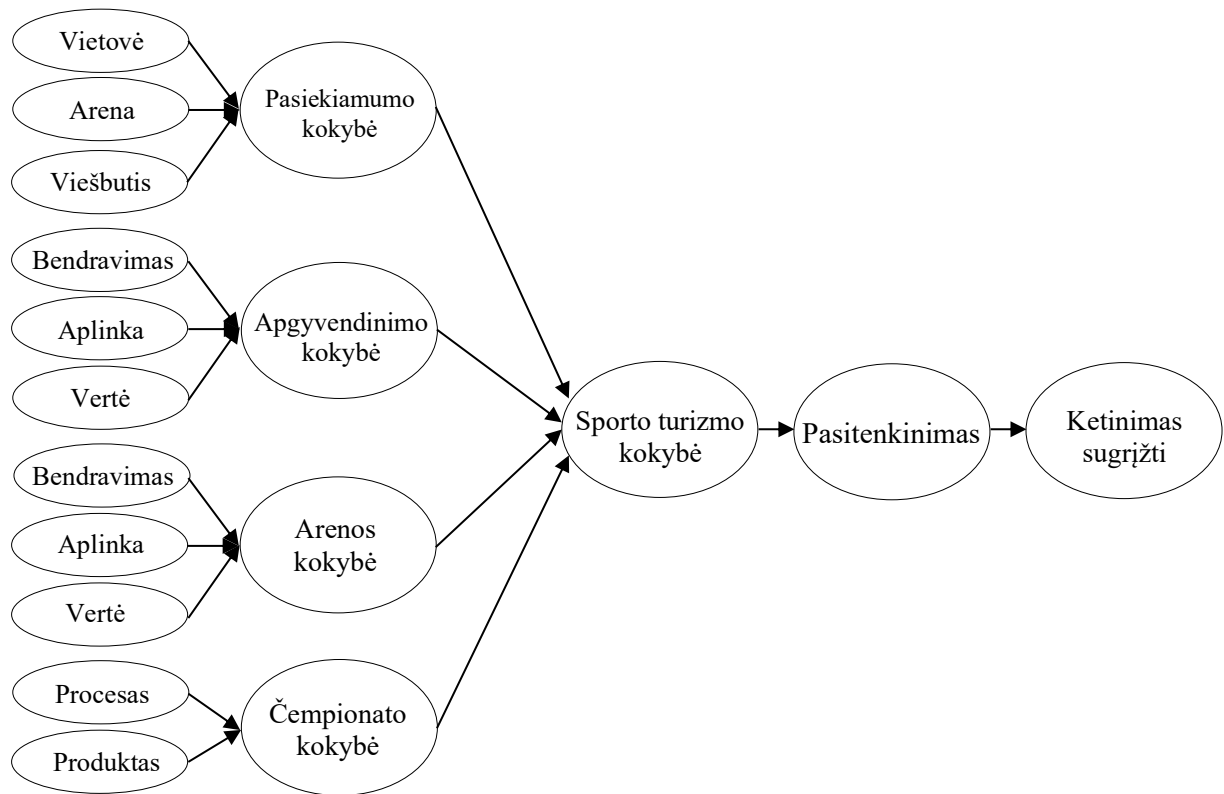 Vietovė
Arena
Viešbutis
Pasiekiamumo
kokybė
Bendravimas
Aplinka
Vertė
Apgyvendinimo
kokybė
Bendravimas
Aplinka
Vertė
Arenos
kokybė
Procesas
Produktas
Čempionato
kokybė
Sporto turizmo
kokybė
Pasitenkinimas
Ketinimas
sugrįžti